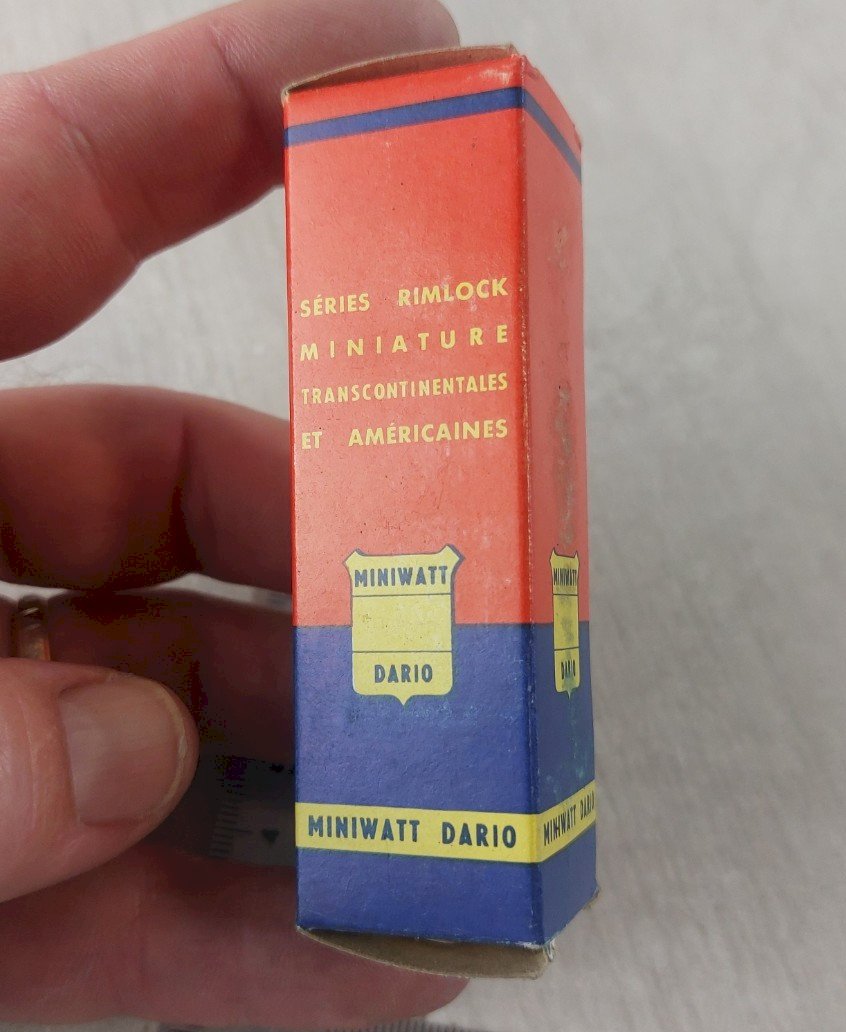 SÉRIES RIMLOCK
MINIATURE
TRANSCONTINENTALES
ET AMÉRICAINES
MINIWATT
DARIO
MINIWATT DARIO
MINIWATT
DARIO
MINIWATT DARIO